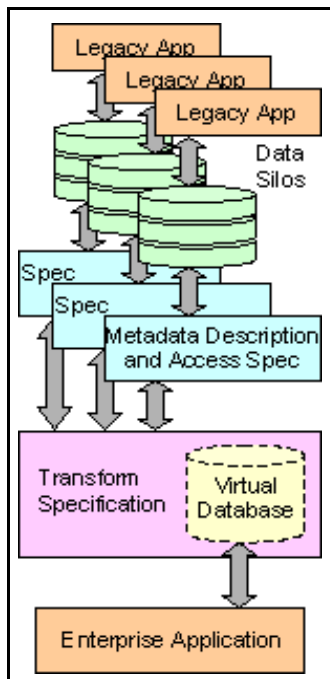 Legacy App
Legacy App
Legacy App
Data
Silos
Spec
Spec
Metadata Description
and Access Spec
Transform
Specification
Virtual
Database
Enterprise Application